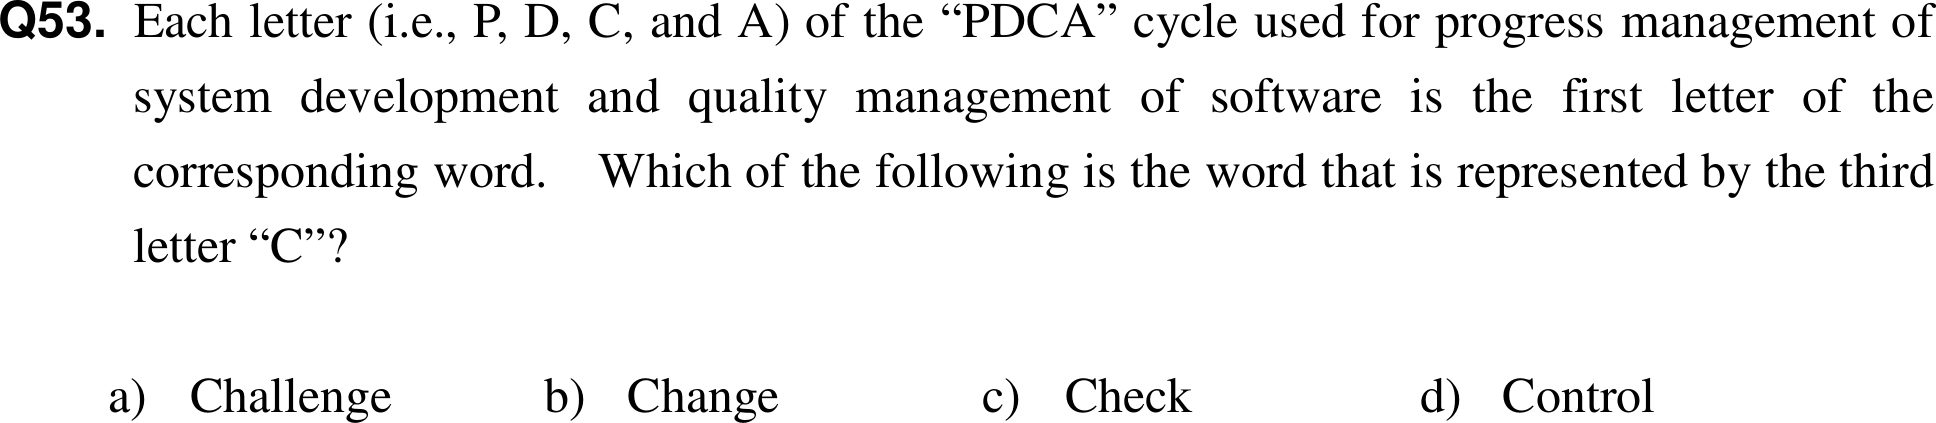 Q53. Each letter (i.e., P, D, C, and A) of the “PDCA” cycle used for progress management of
system development and quality management of software is the first letter of the
corresponding word. Which of the following is the word that is represented by the third
letter “C”?
a) Challenge b) Change c) Check d) Control